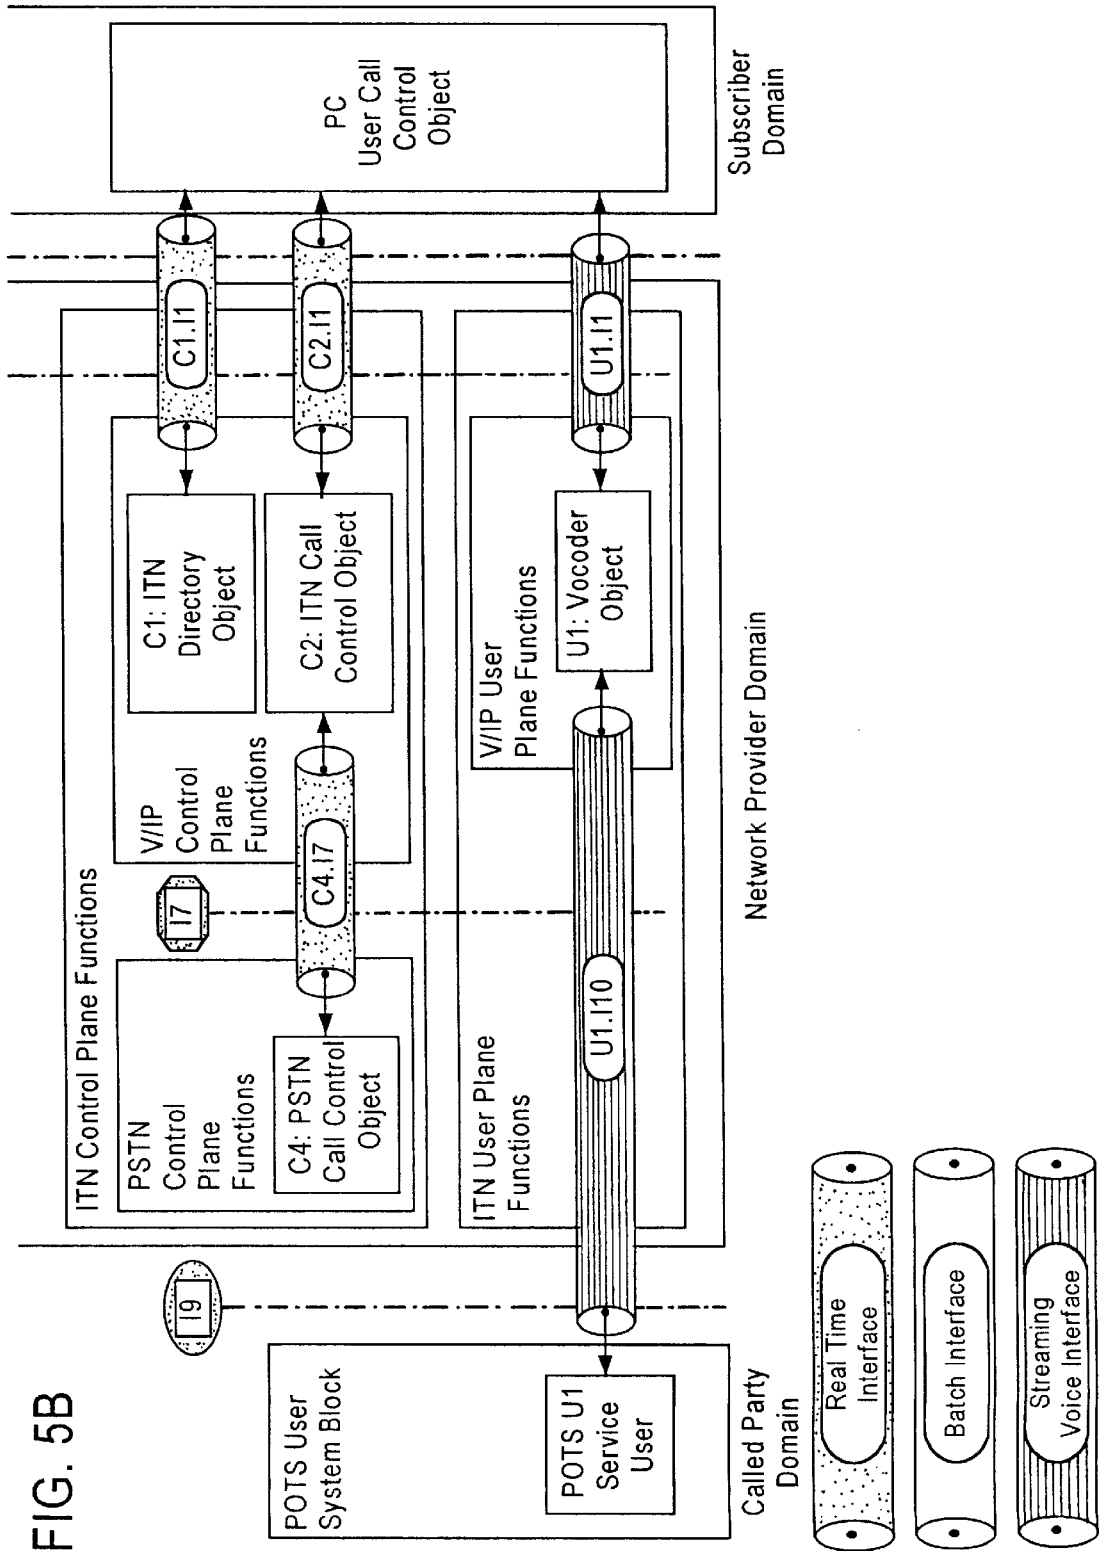 FIG. 5B
POTS User
System Block
POTS U1
Service
User
Called Party
Domain
I9
ITN Control Plane Functions
PSTN
Control
Plane
Functions
C4: PSTN
Call Control
Object
I7
C4.I7
V/IP
Control
Plane
Functions
C1: ITN
Directory
Object
C2: ITN Call
Control Object
C1.I1
C2.I1
ITN User Plane
Functions
U1.I10
V/IP User
Plane Functions
U1: Vocoder
Object
U1.I1
Network Provider Domain
PC
User Call
Control
Object
Subscriber
Domain
Real Time
Interface
Batch Interface
Streaming
Voice Interface